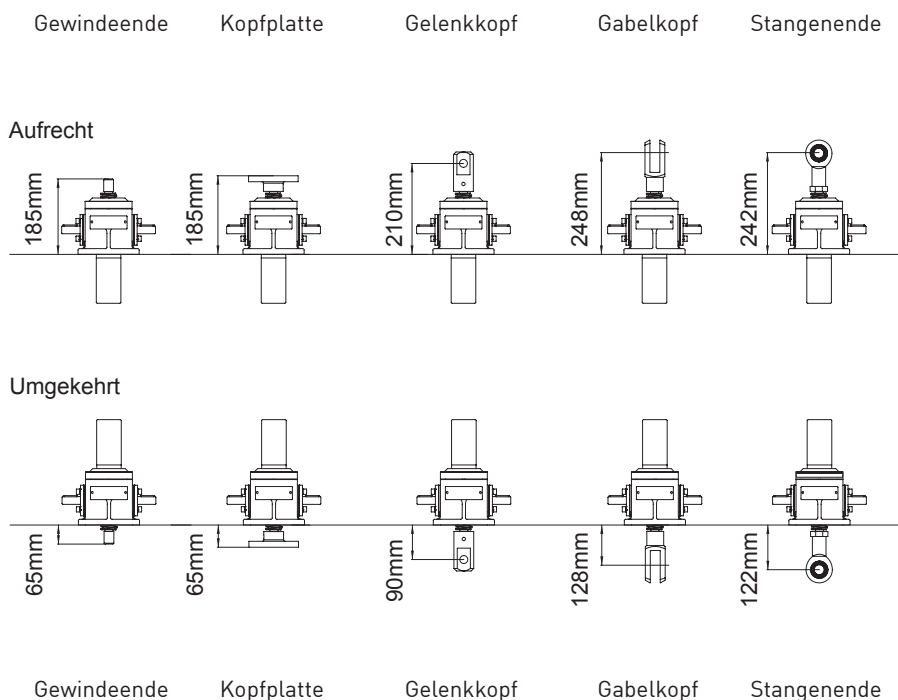 Gewindeende Kopfplatte Gelenkkopf Gabelkopf Stangenende
Aufrecht
185mm 185mm 210mm 248mm 242mm
Umgekehrt
65mm 65mm 90mm 128mm 122mm
Gewindeende Kopfplatte Gelenkkopf Gabelkopf Stangenende